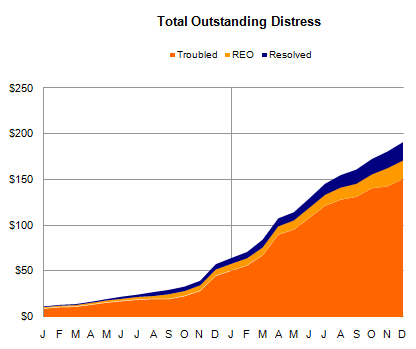 Total Outstanding Distress
Troubled REO Resolved
$250
$200
$150
$100
$50
$0
J F M A M J J A S O N D J F M A M J J A S O N D